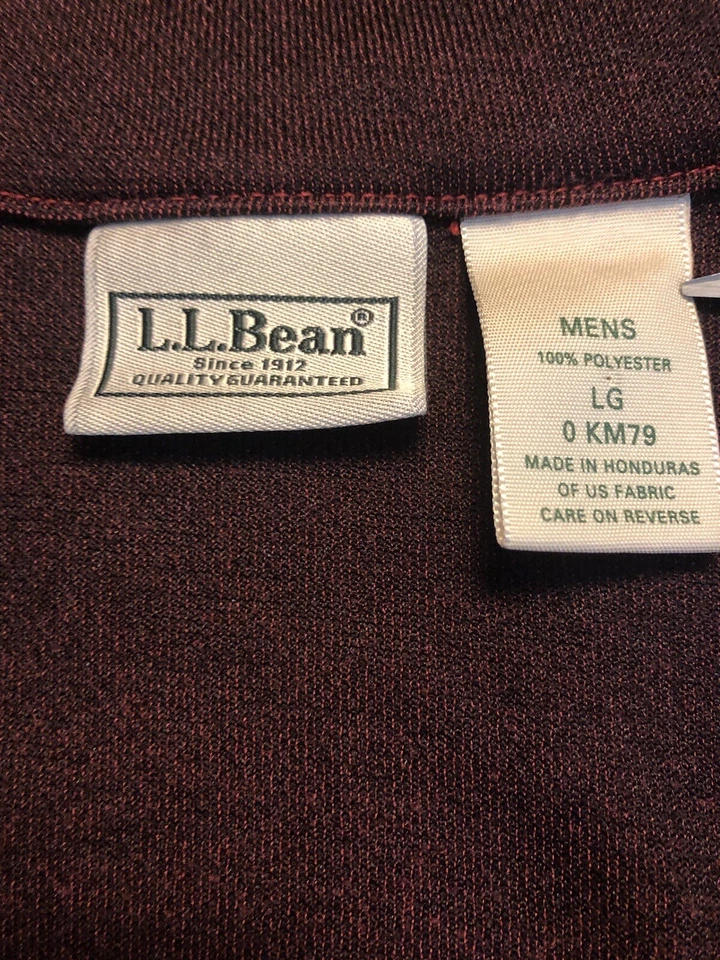 L.L.Bean®
Since 1912
QUALITY GUARANTEED
MENS
100% POLYESTER
LG
0 KM79
MADE IN HONDURAS
OF US FABRIC
CARE ON REVERSE